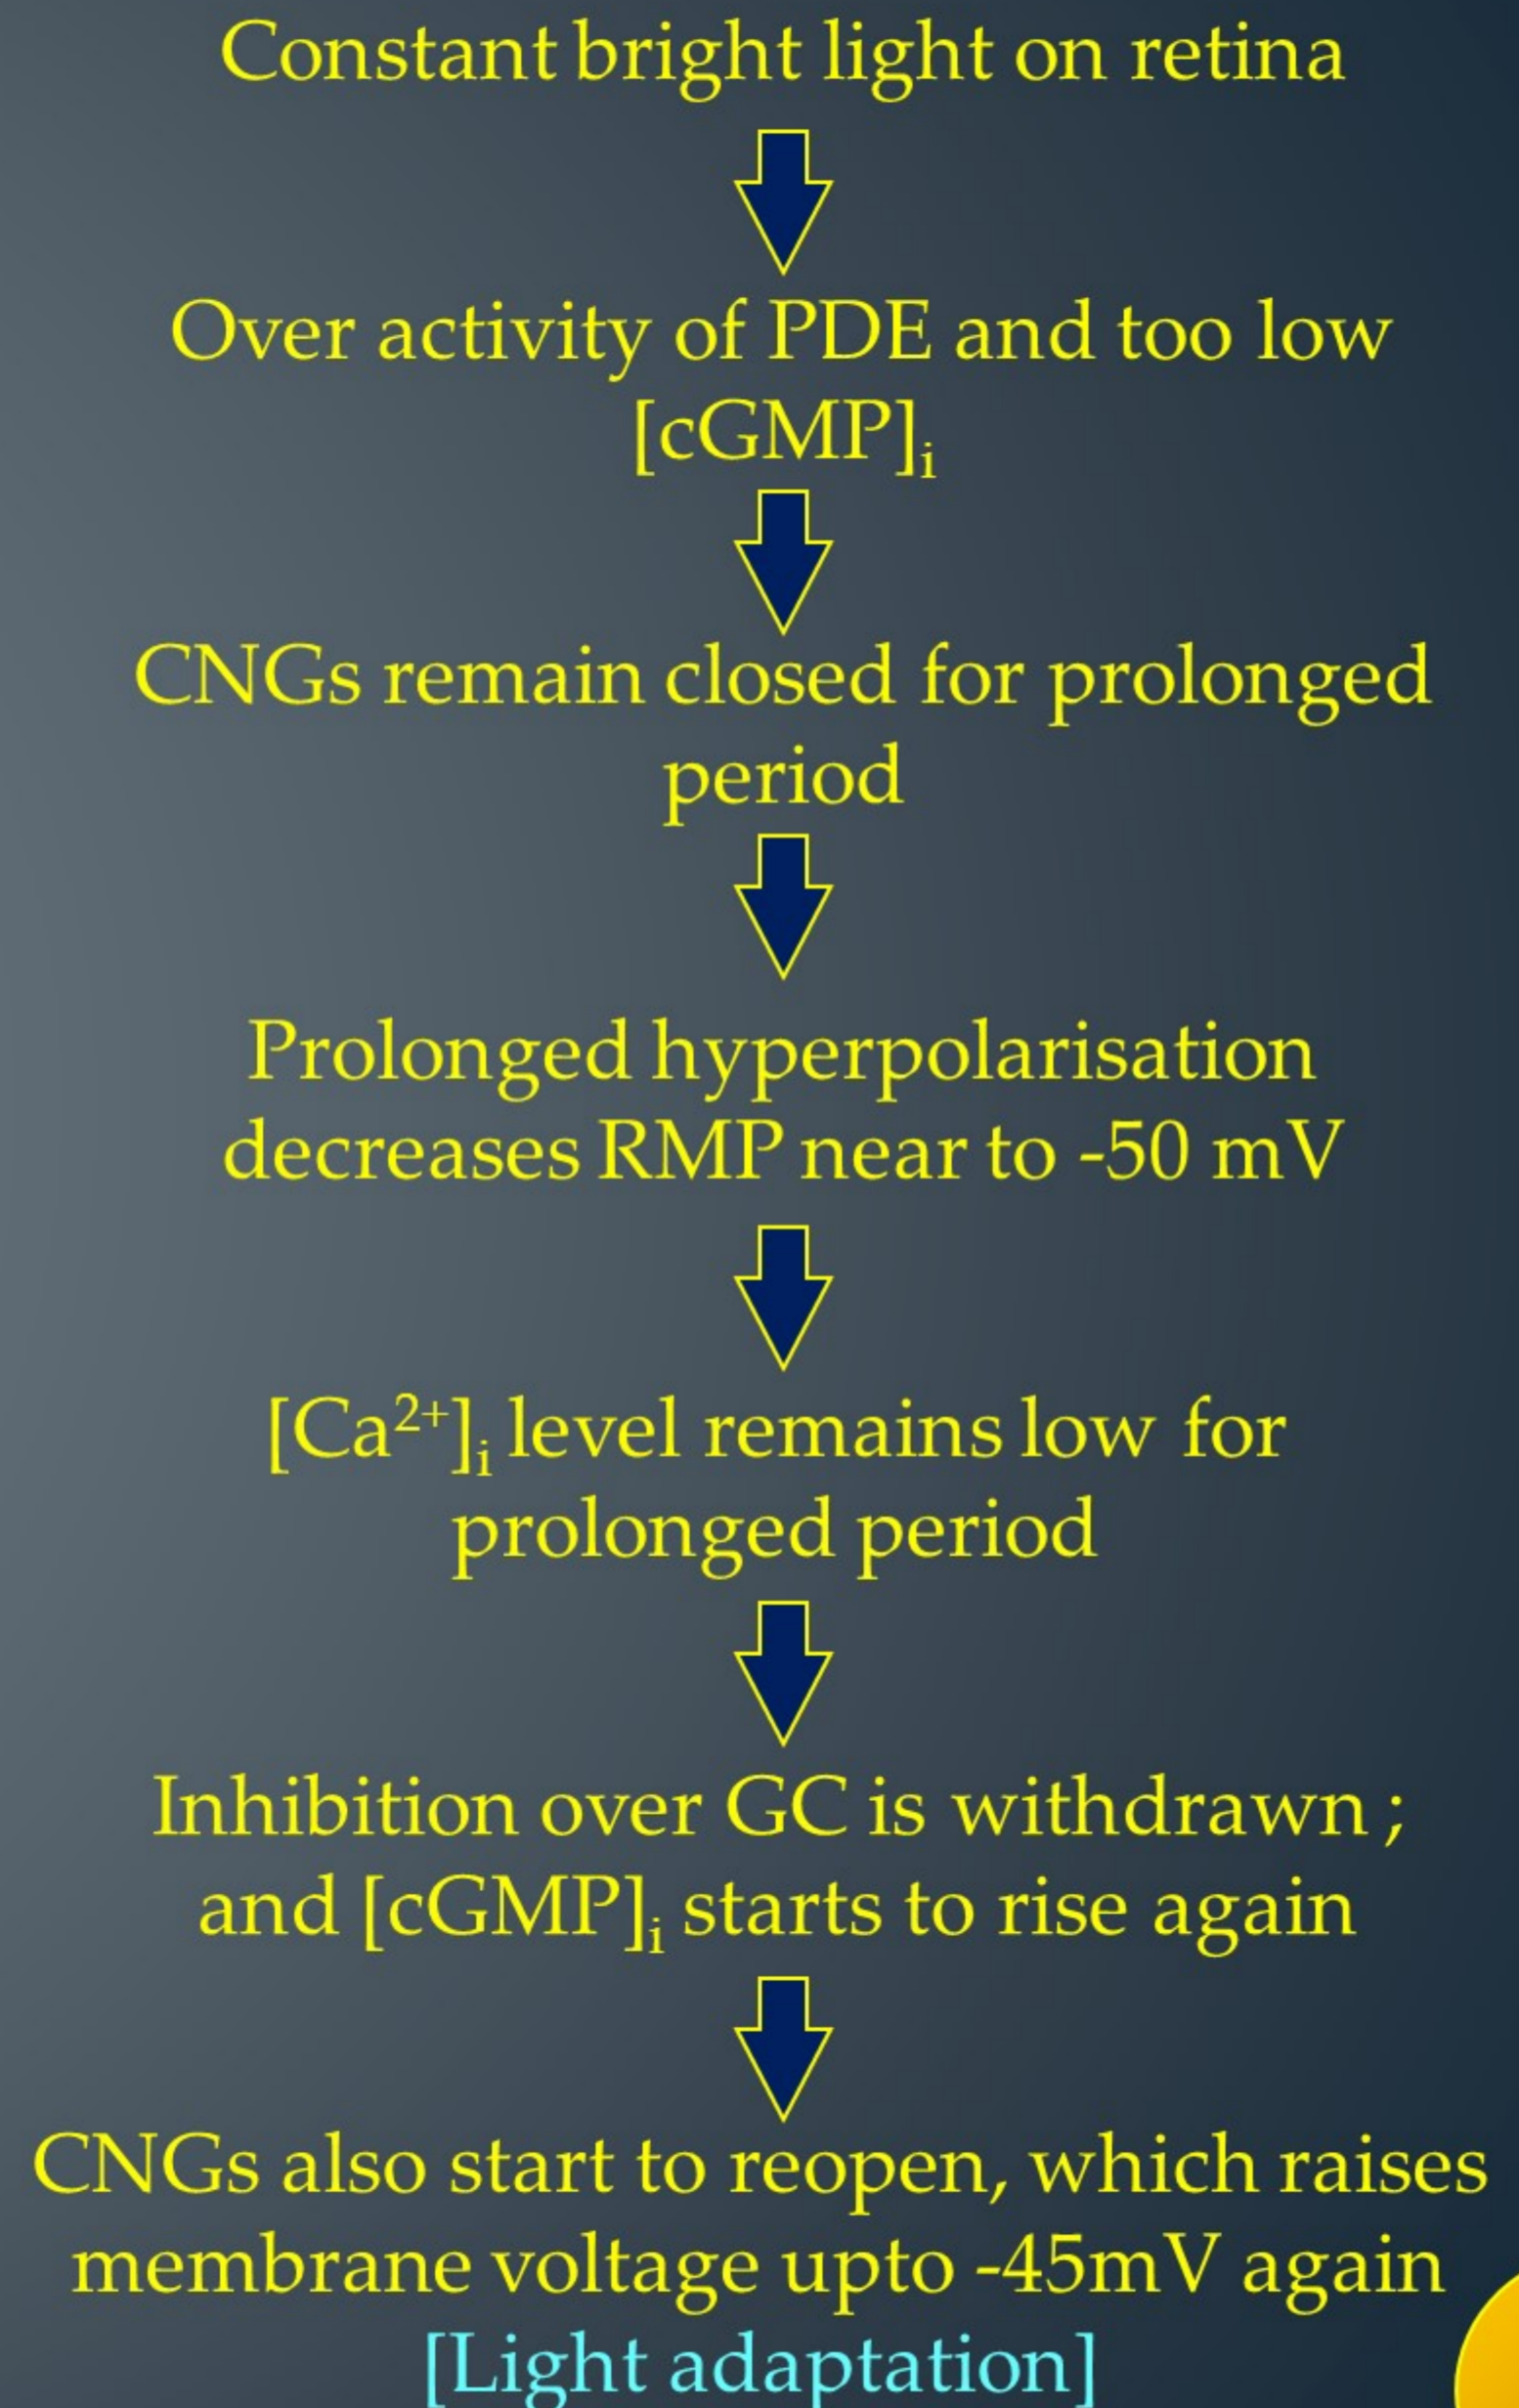 Constant bright light on retina
Over activity of PDE and too low
[cGMP]ᵢ
CNGs remain closed for prolonged
period
Prolonged hyperpolarisation
decreases RMP near to -50 mV
[Ca²⁺]ᵢ level remains low for
prolonged period
Inhibition over GC is withdrawn ;
and [cGMP]ᵢ starts to rise again
CNGs also start to reopen, which raises
membrane voltage upto -45mV again
[Light adaptation]